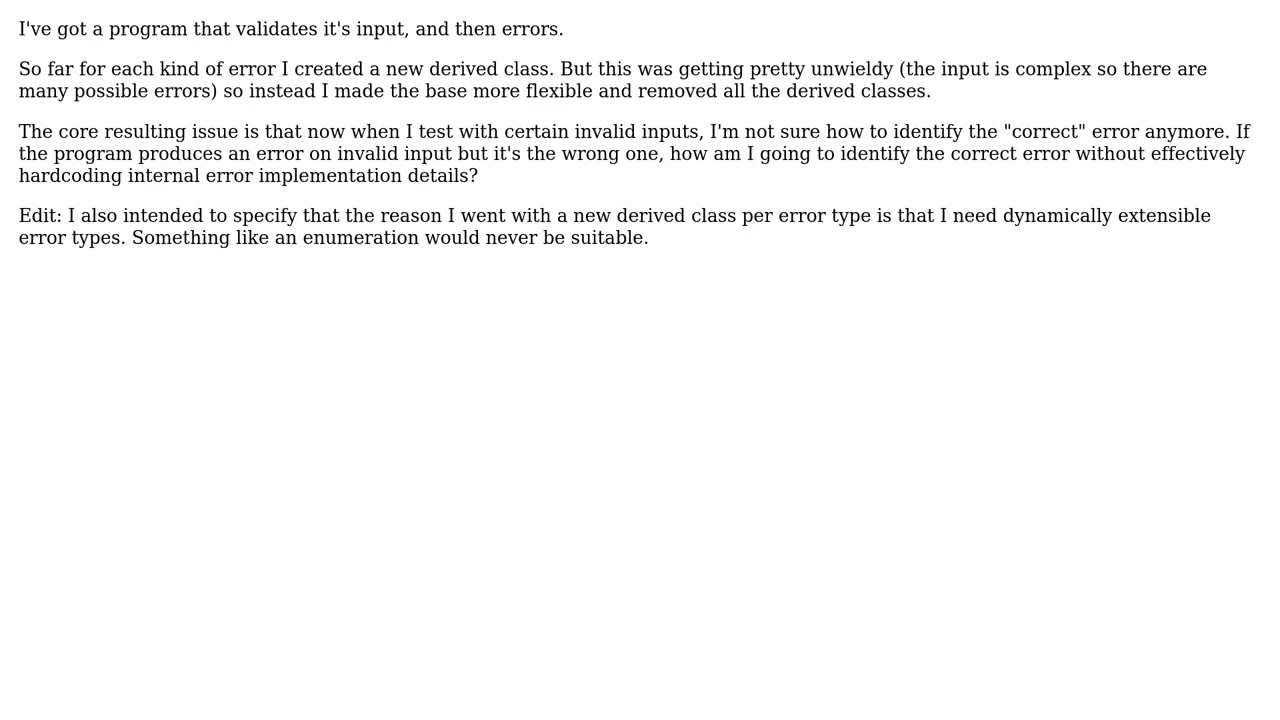 I've got a program that validates it's input, and then errors.
So far for each kind of error I created a new derived class. But this was getting pretty unwieldy (the input is complex so there are
many possible errors) so instead I made the base more flexible and removed all the derived classes.
The core resulting issue is that now when I test with certain invalid inputs, I'm not sure how to identify the "correct" error anymore. If
the program produces an error on invalid input but it's the wrong one, how am I going to identify the correct error without effectively
hardcoding internal error implementation details?
Edit: I also intended to specify that the reason I went with a new derived class per error type is that I need dynamically extensible
error types. Something like an enumeration would never be suitable.